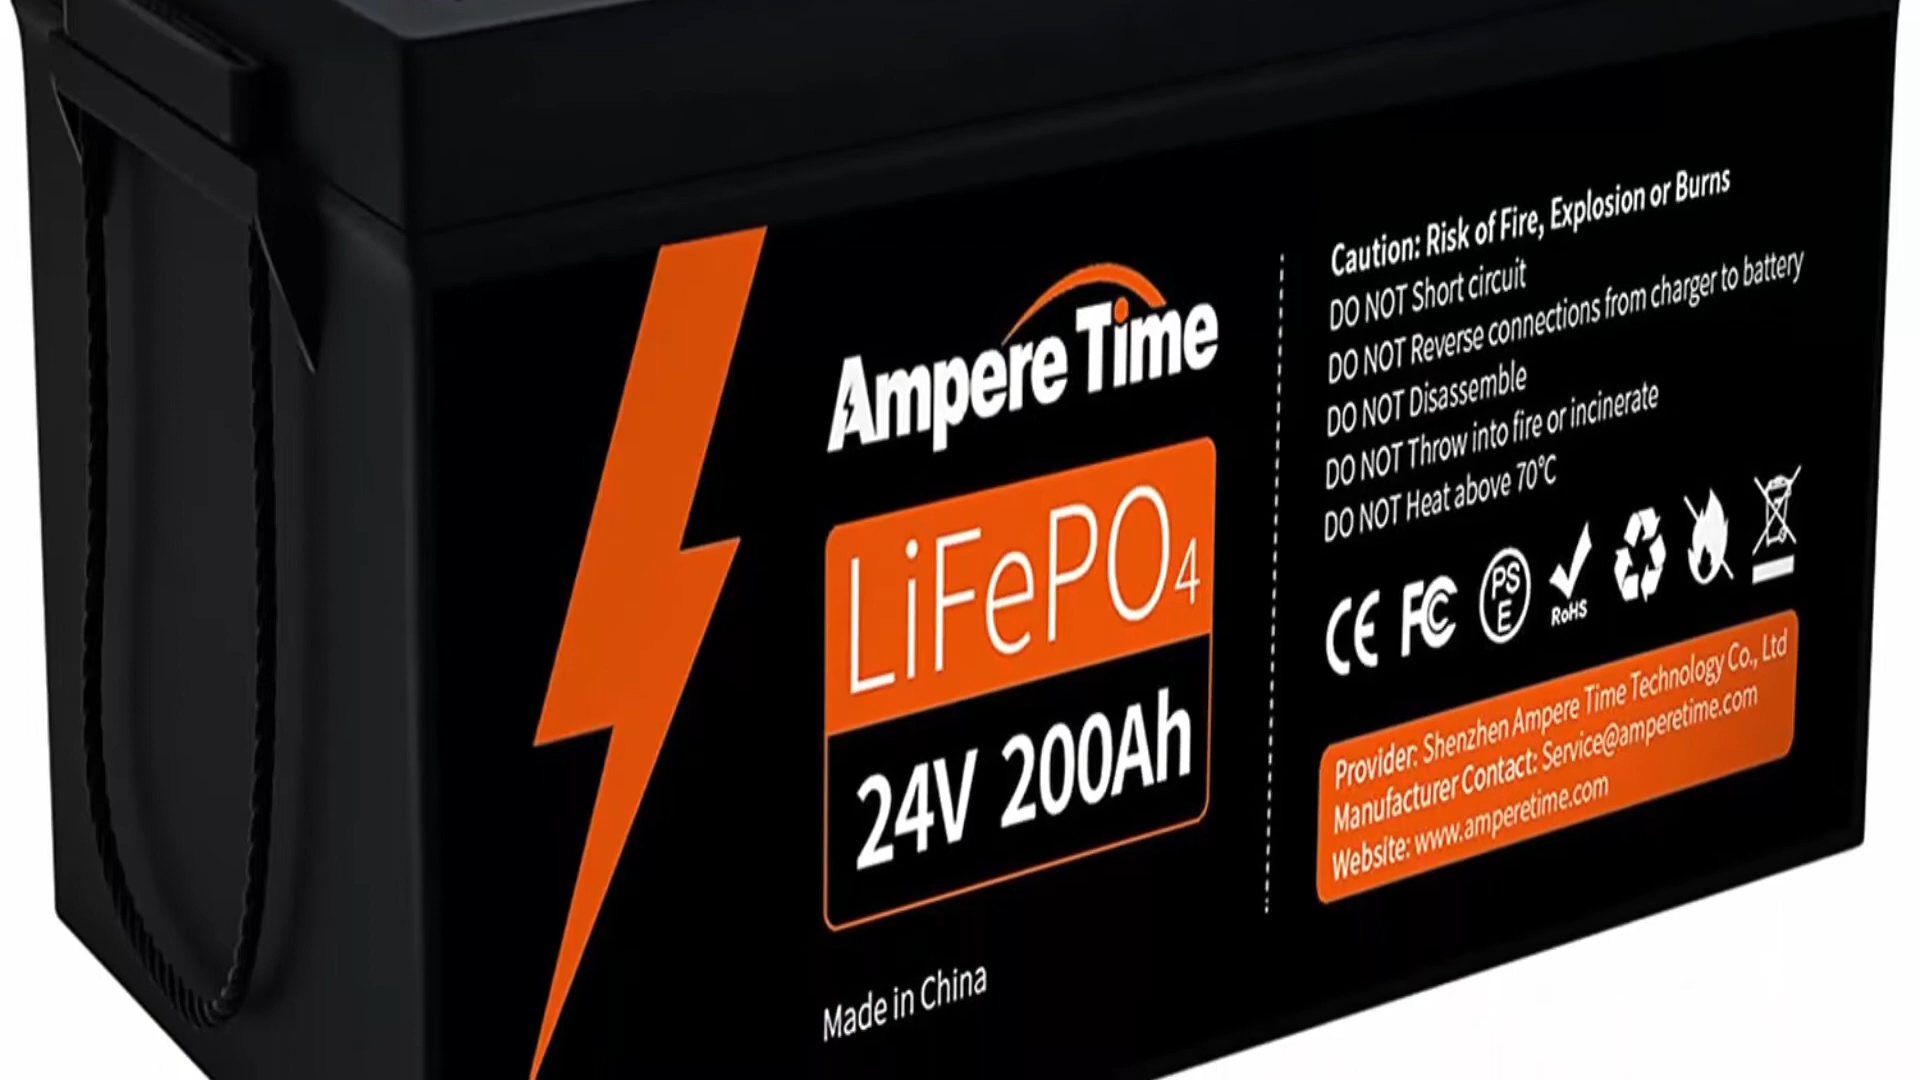 Ampere Time
LiFePO4
24V 200Ah
Made in China
Caution: Risk of Fire, Explosion or Burns
DO NOT Short circuit
DO NOT Reverse connections from charger to battery
DO NOT Disassemble
DO NOT Throw into fire or incinerate
DO NOT Heat above 70℃
CE FC PSE RoHS
Provider: Shenzhen Ampere Time Technology Co., Ltd
Manufacturer Contact: Service@amperetime.com
Website: www.amperetime.com